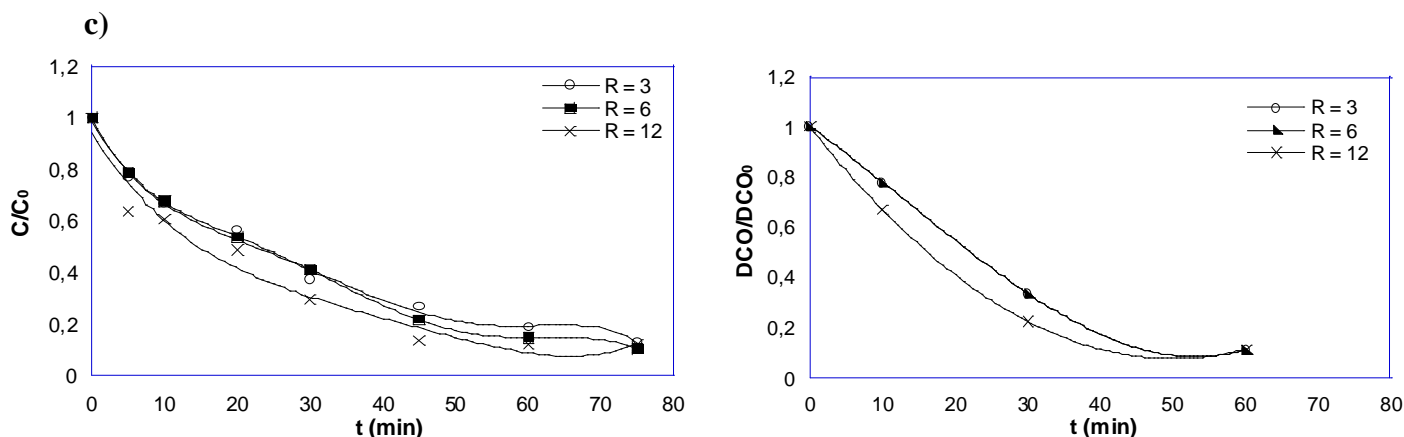 c)
1,2
1
0,8
0,6
0,4
0,2
0
C/C₀
0 10 20 30 40 50 60 70 80
t (min)
R = 3
R = 6
R = 12
1,2
1
0,8
0,6
0,4
0,2
0
DCO/DCO₀
0 10 20 30 40 50 60 70 80
t (min)
R = 3
R = 6
R = 12